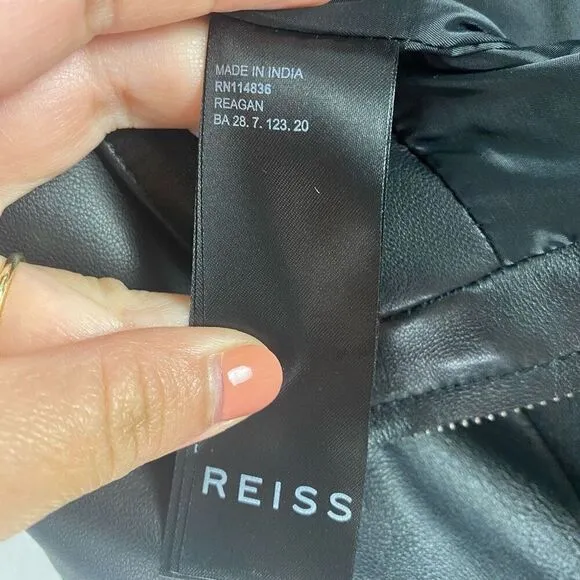 MADE IN INDIA
RN114836
REAGAN
BA 28. 7. 123. 20
REISS